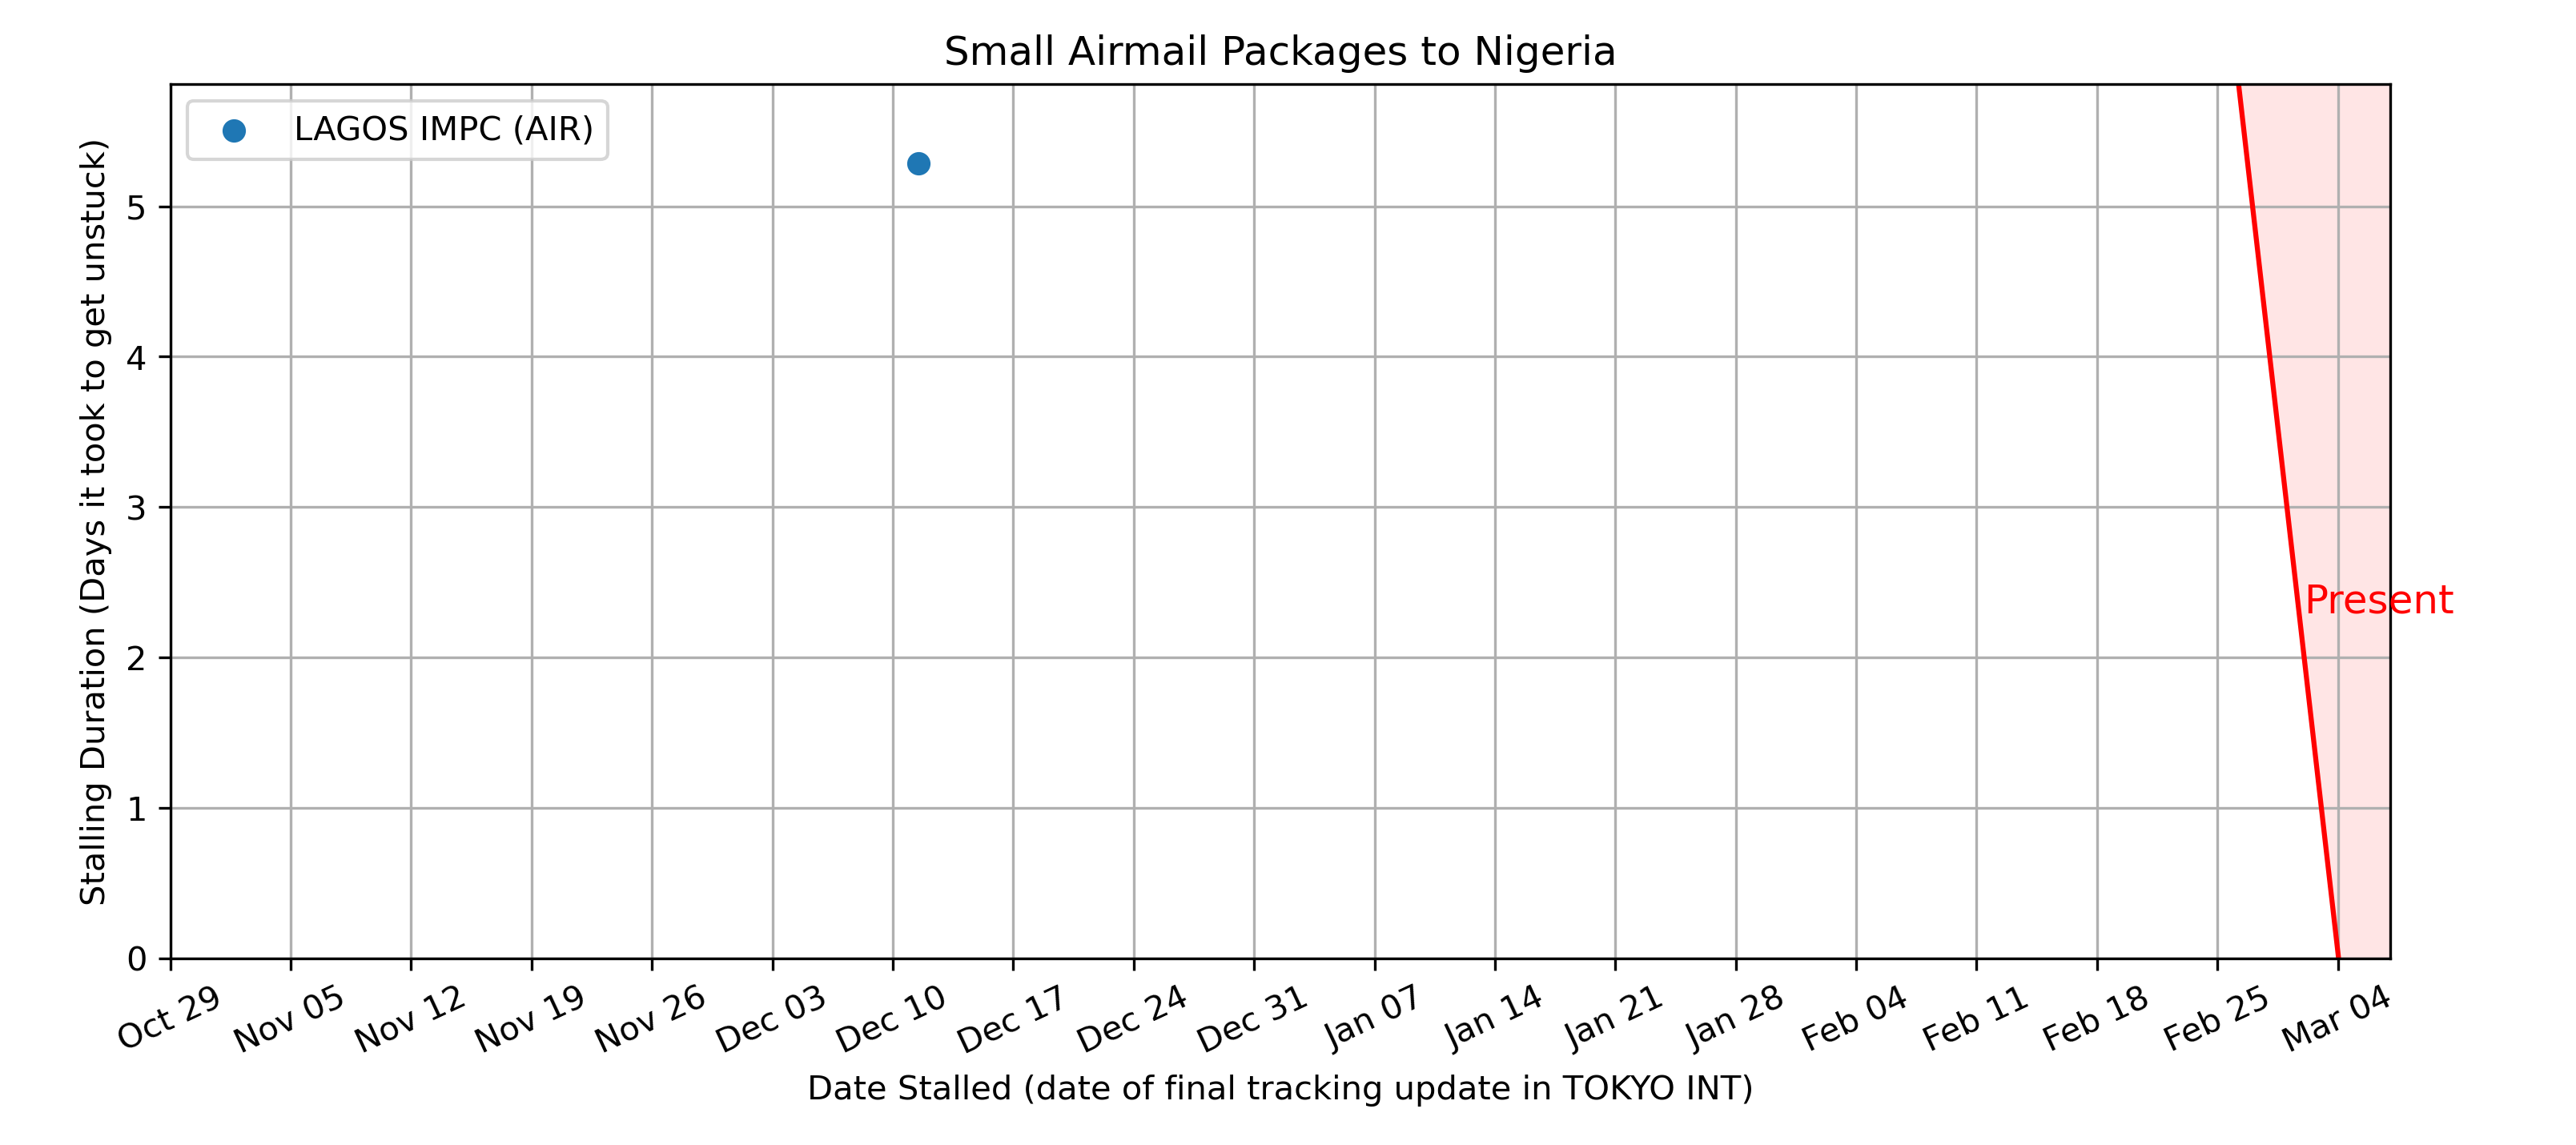 Small Airmail Packages to Nigeria
LAGOS IMPC (AIR)
Stalling Duration (Days it took to get unstuck)
5
4
3
2
1
0
Present
Oct 29
Nov 05
Nov 12
Nov 19
Nov 26
Dec 03
Dec 10
Dec 17
Dec 24
Dec 31
Jan 07
Jan 14
Jan 21
Jan 28
Feb 04
Feb 11
Feb 18
Feb 25
Mar 04
Date Stalled (date of final tracking update in TOKYO INT)